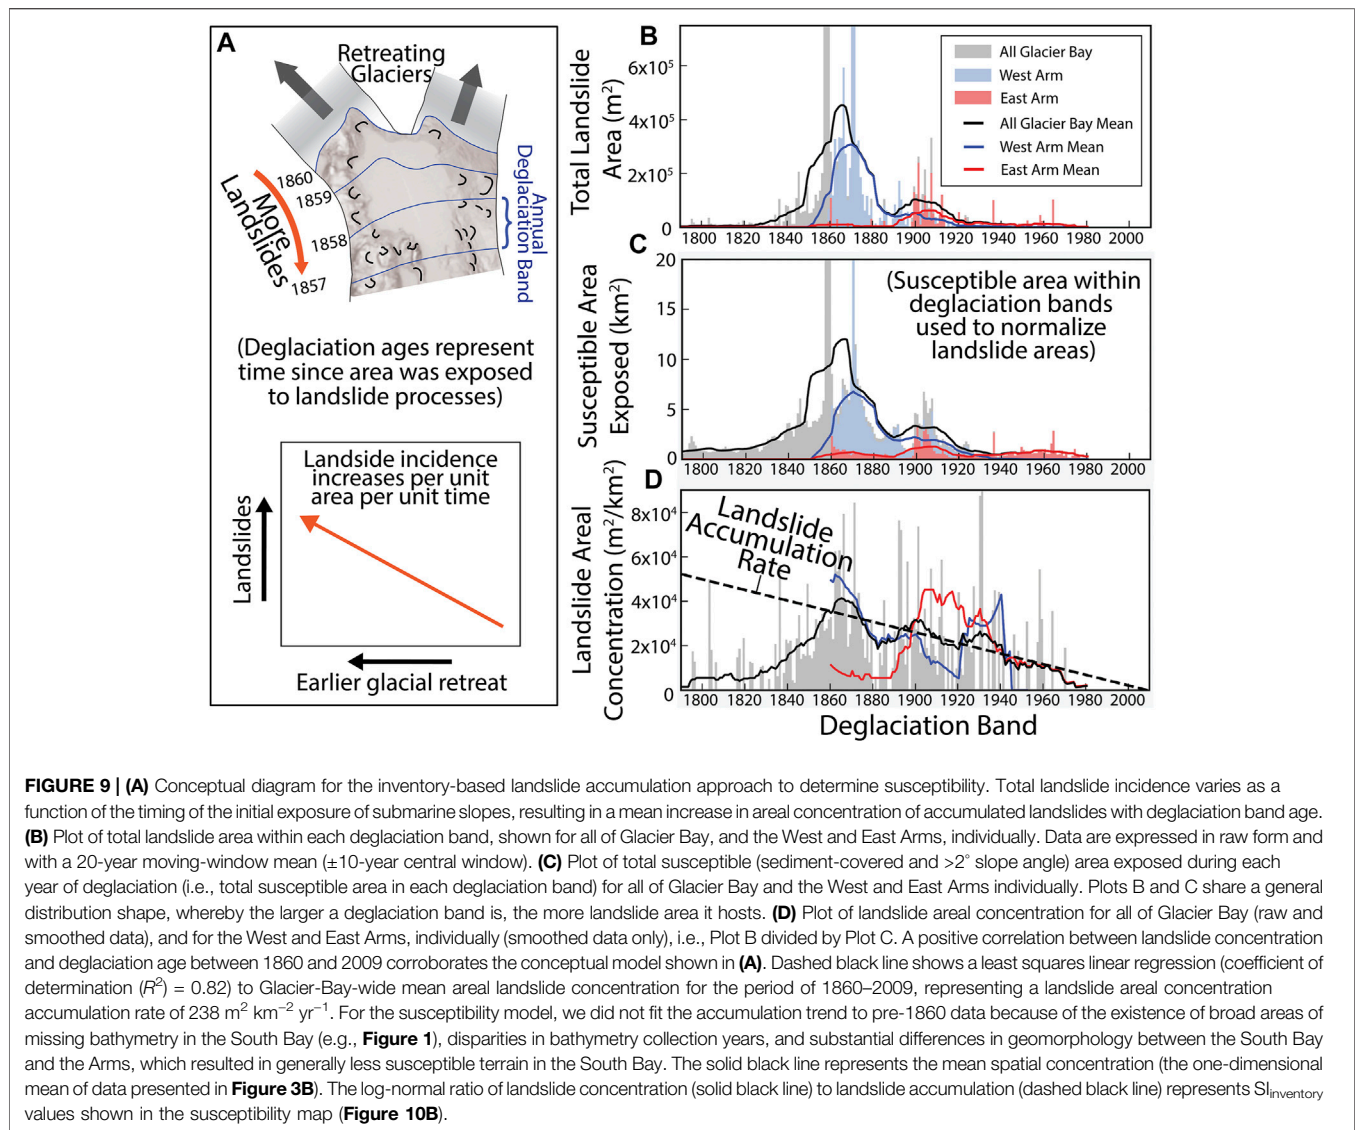 A
Retreating
Glaciers
1860
1859
1858
1857
More
Landslides
Annual
Deglaciation Band
(Deglaciation ages represent
time since area was exposed
to landslide processes)
Landside incidence
increases per unit
area per unit time
Landslides
Earlier glacial retreat
B
Total Landslide
Area (m²)
6x10⁵
4x10⁵
2x10⁵
0
1800 1820 1840 1860 1880 1900 1920 1940 1960 1980 2000
All Glacier Bay
West Arm
East Arm
All Glacier Bay Mean
West Arm Mean
East Arm Mean
C
Susceptible Area
Exposed (km²)
20
15
10
5
0
1800 1820 1840 1860 1880 1900 1920 1940 1960 1980 2000
(Susceptible area within
deglaciation bands
used to normalize
landslide areas)
D
Landslide Areal
Concentration (m²/km²)
8x10⁴
6x10⁴
4x10⁴
2x10⁴
0
Landslide
Accumulation
Rate
1800 1820 1840 1860 1880 1900 1920 1940 1960 1980 2000
Deglaciation Band
FIGURE 9 | (A) Conceptual diagram for the inventory-based landslide accumulation approach to determine susceptibility. Total landslide incidence varies as a
function of the timing of the initial exposure of submarine slopes, resulting in a mean increase in areal concentration of accumulated landslides with deglaciation band age.
(B) Plot of total landslide area within each deglaciation band, shown for all of Glacier Bay, and the West and East Arms, individually. Data are expressed in raw form and
with a 20-year moving-window mean (±10-year central window). (C) Plot of total susceptible (sediment-covered and >2° slope angle) area exposed during each
year of deglaciation (i.e., total susceptible area in each deglaciation band) for all of Glacier Bay and the West and East Arms individually. Plots B and C share a general
distribution shape, whereby the larger a deglaciation band is, the more landslide area it hosts. (D) Plot of landslide areal concentration for all of Glacier Bay (raw and
smoothed data), and for the West and East Arms, individually (smoothed data only), i.e., Plot B divided by Plot C. A positive correlation between landslide concentration
and deglaciation age between 1860 and 2009 corroborates the conceptual model shown in (A). Dashed black line shows a least squares linear regression (coefficient of
determination (R²) = 0.82) to Glacier-Bay-wide mean areal landslide concentration for the period of 1860–2009, representing a landslide areal concentration
accumulation rate of 238 m² km⁻² yr⁻¹. For the susceptibility model, we did not fit the accumulation trend to pre-1860 data because of the existence of broad areas of
missing bathymetry in the South Bay (e.g., Figure 1), disparities in bathymetry collection years, and substantial differences in geomorphology between the South Bay
and the Arms, which resulted in generally less susceptible terrain in the South Bay. The solid black line represents the mean spatial concentration (the one-dimensional
mean of data presented in Figure 3B). The log-normal ratio of landslide concentration (solid black line) to landslide accumulation (dashed black line) represents SIinventory
values shown in the susceptibility map (Figure 10B).